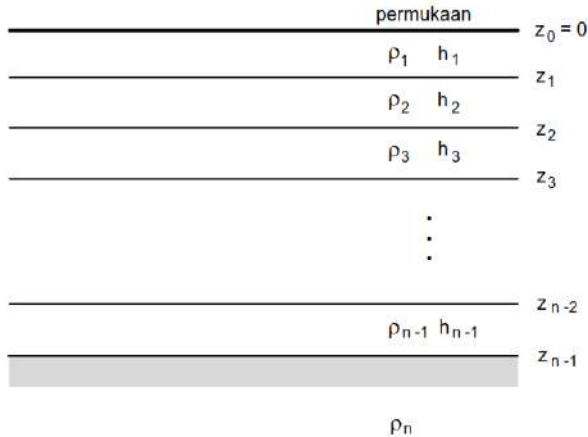 permukaan
z₀ = 0
ρ₁ h₁
z₁
ρ₂ h₂
z₂
ρ₃ h₃
z₃
⋮
zₙ₋₂
ρₙ₋₁ hₙ₋₁
zₙ₋₁
ρₙ